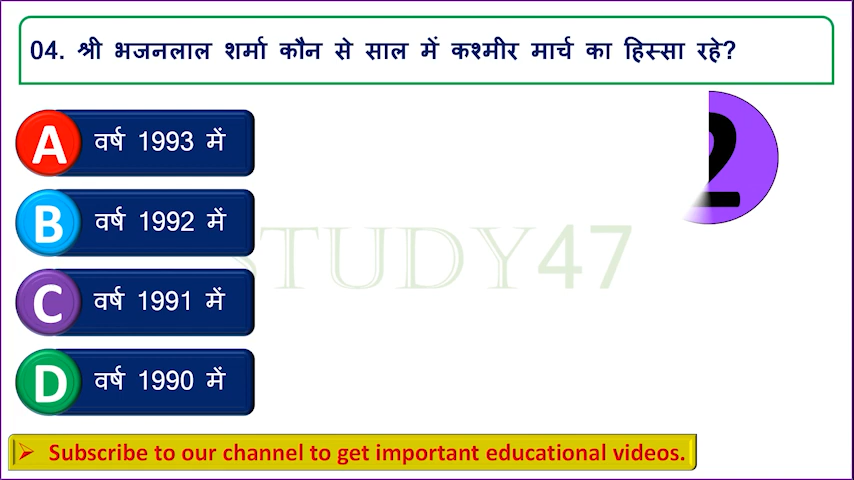 04. श्री भजनलाल शर्मा कौन से साल में कश्मीर मार्च का हिस्सा रहे?
2
A वर्ष 1993 में
B वर्ष 1992 में
STUDY47
C वर्ष 1991 में
D वर्ष 1990 में
Subscribe to our channel to get important educational videos.